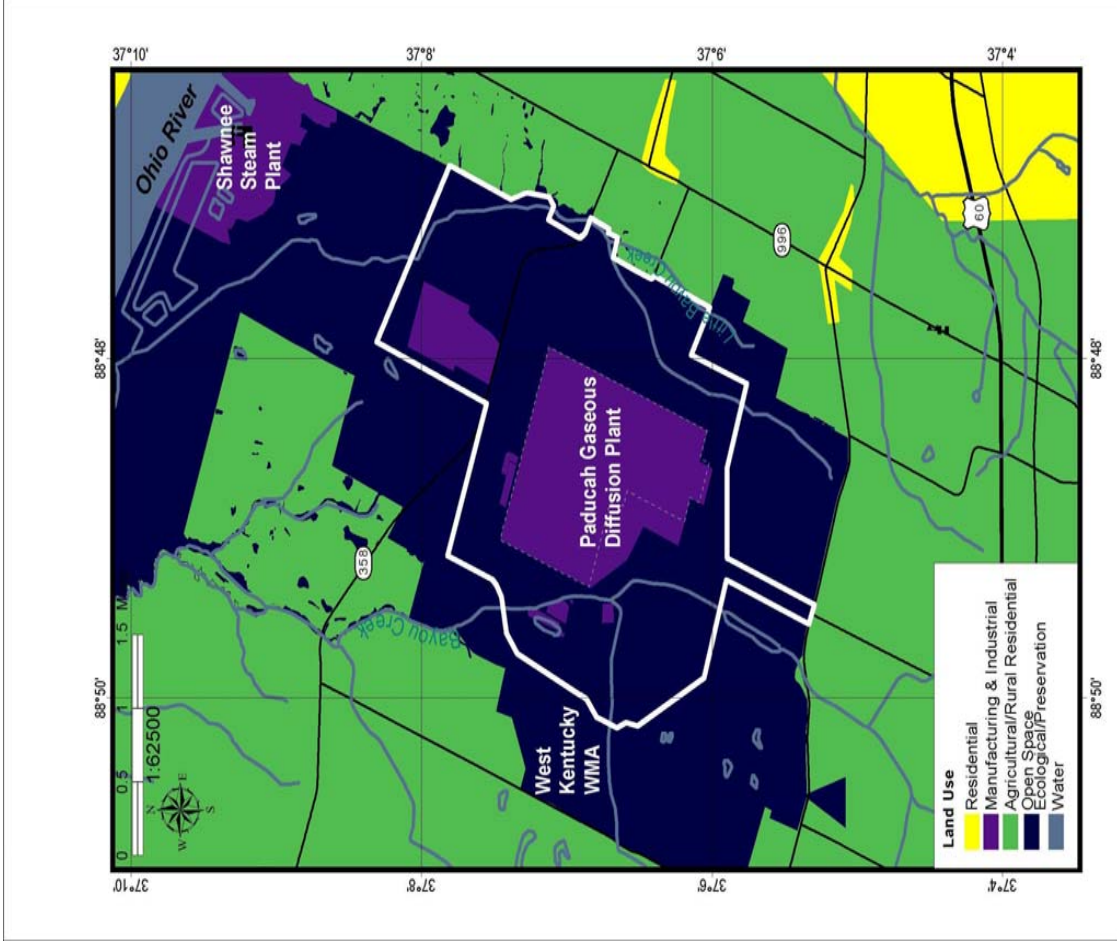 37°10'
37°8'
37°6'
37°4'
Ohio River
Shawnee
Steam
Plant
996
60
Little Bayou Creek
88°48'
88°48'
Paducah Gaseous
Diffusion Plant
358
Bayou Creek
West
Kentucky
WMA
88°50'
88°50'
0 0.5 1 1.5 M
1:62500
N
E
S
W
Land Use
Residential
Manufacturing & Industrial
Agricultural/Rural Residential
Open Space
Ecological/Preservation
Water
37°10'
37°8'
37°6'
37°4'